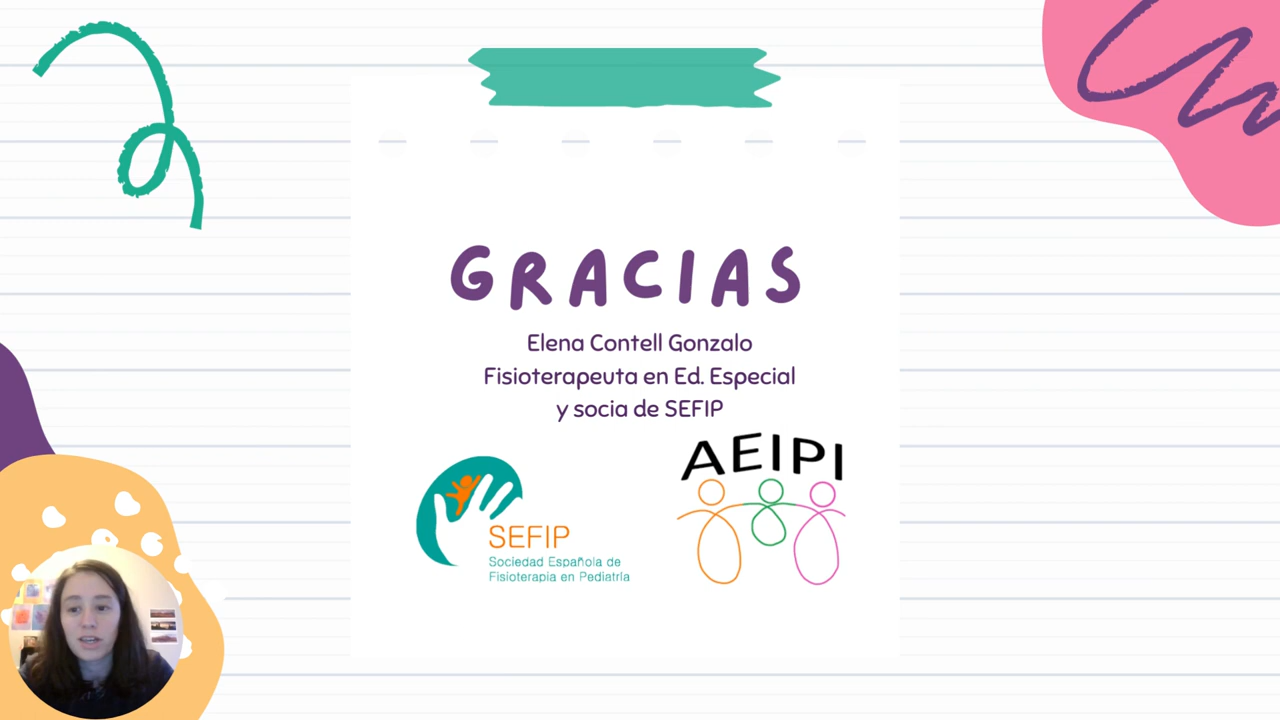 GRACIAS
Elena Contell Gonzalo
Fisioterapeuta en Ed. Especial
y socia de SEFIP
AEIPI
SEFIP
Sociedad Española de
Fisioterapia en Pediatría